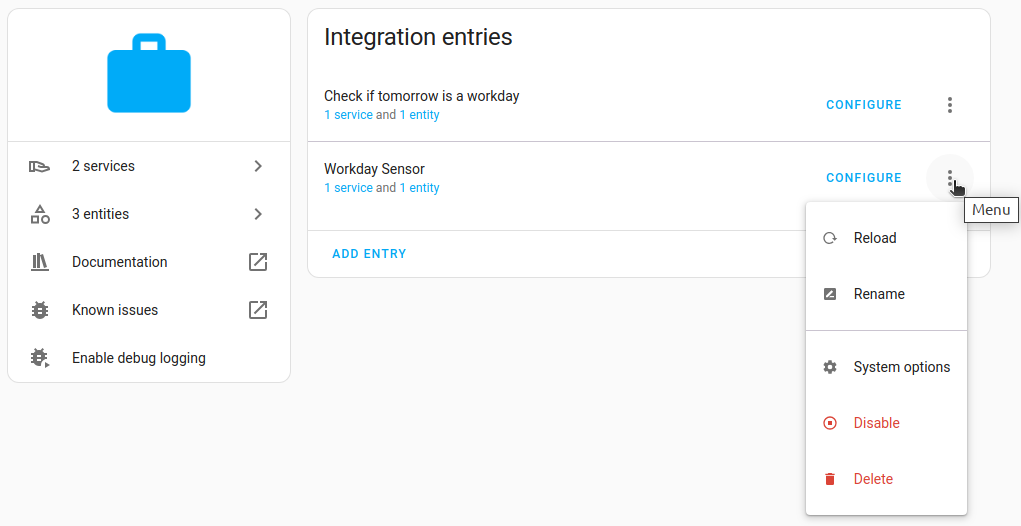 2 services
3 entities
Documentation
Known issues
Enable debug logging
Integration entries
Check if tomorrow is a workday
1 service and 1 entity
CONFIGURE
Workday Sensor
1 service and 1 entity
CONFIGURE
Menu
ADD ENTRY
Reload
Rename
System options
Disable
Delete